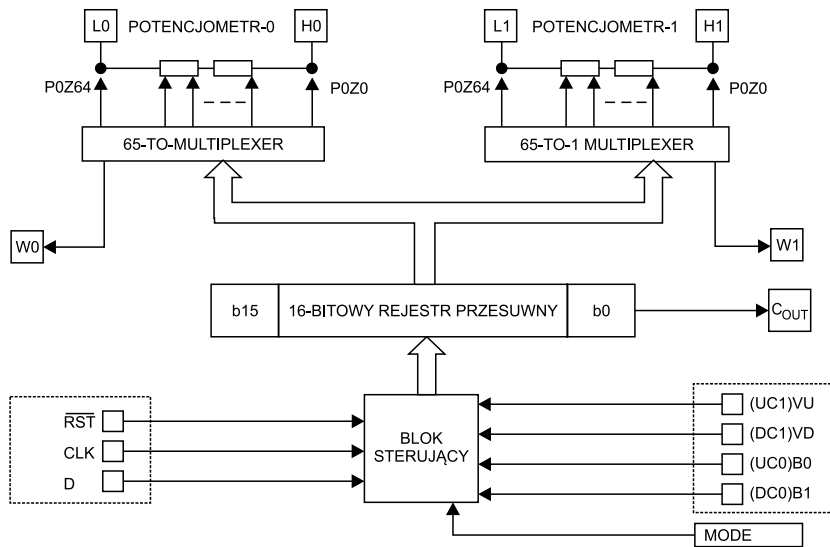 L0 POTENCJOMETR-0 H0
L1 POTENCJOMETR-1 H1
P0Z64 P0Z0
P0Z64 P0Z0
65-TO-MULTIPLEXER
65-TO-1 MULTIPLEXER
W0
W1
b15 16-BITOWY REJESTR PRZESUWNY b0
COUT
RST
CLK
D
BLOK
STERUJĄCY
(UC1)VU
(DC1)VD
(UC0)B0
(DC0)B1
MODE